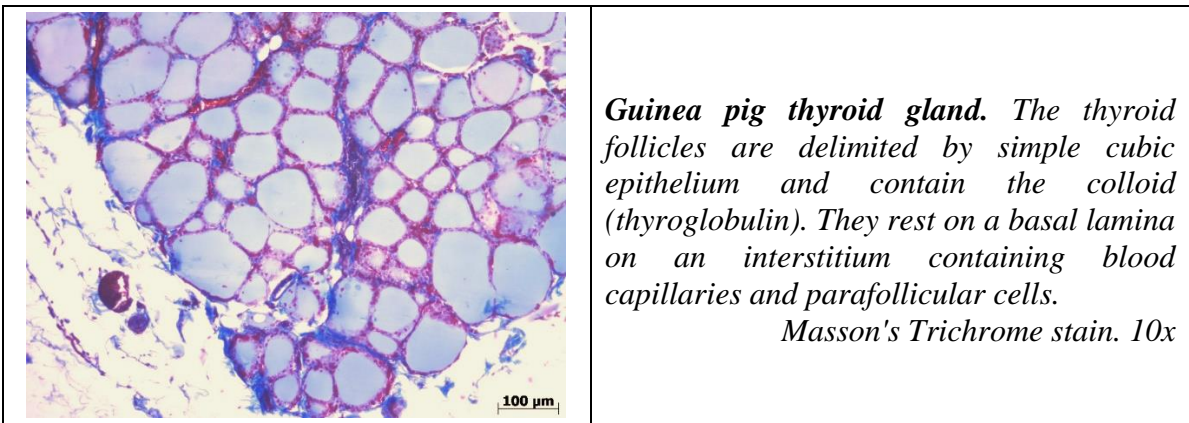 Guinea pig thyroid gland. The thyroid
follicles are delimited by simple cubic
epithelium and contain the colloid
(thyroglobulin). They rest on a basal lamina
on an interstitium containing blood
capillaries and parafollicular cells.
Masson's Trichrome stain. 10x
100 µm